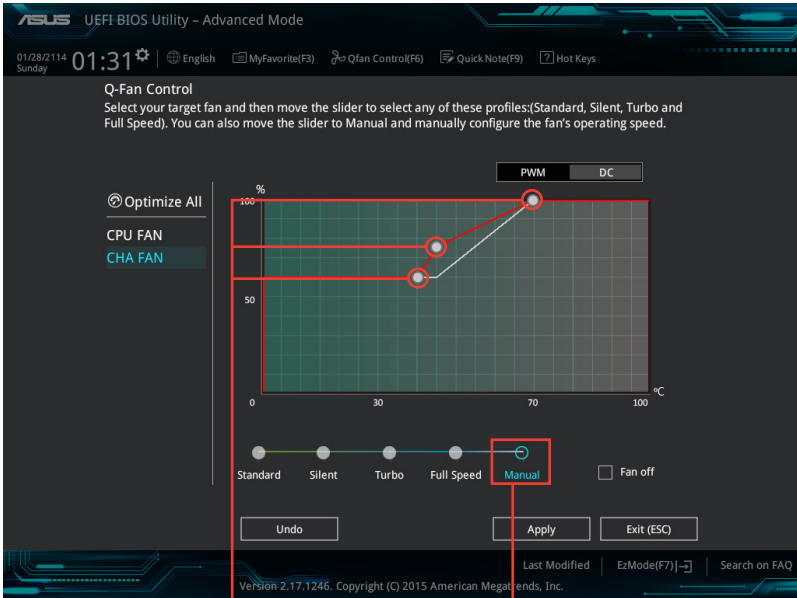 ASUS UEFI BIOS Utility – Advanced Mode
01/28/2114
Sunday
01:31
English
MyFavorite(F3)
Qfan Control(F6)
Quick Note(F9)
? Hot Keys
Q-Fan Control
Select your target fan and then move the slider to select any of these profiles:(Standard, Silent, Turbo and
Full Speed). You can also move the slider to Manual and manually configure the fan's operating speed.
PWM
DC
Optimize All
CPU FAN
CHA FAN
%
100
50
0
30
70
100
°C
Standard
Silent
Turbo
Full Speed
Manual
Fan off
Undo
Apply
Exit (ESC)
Last Modified
EzMode(F7)
Search on FAQ
Version 2.17.1246. Copyright (C) 2015 American Megatrends, Inc.